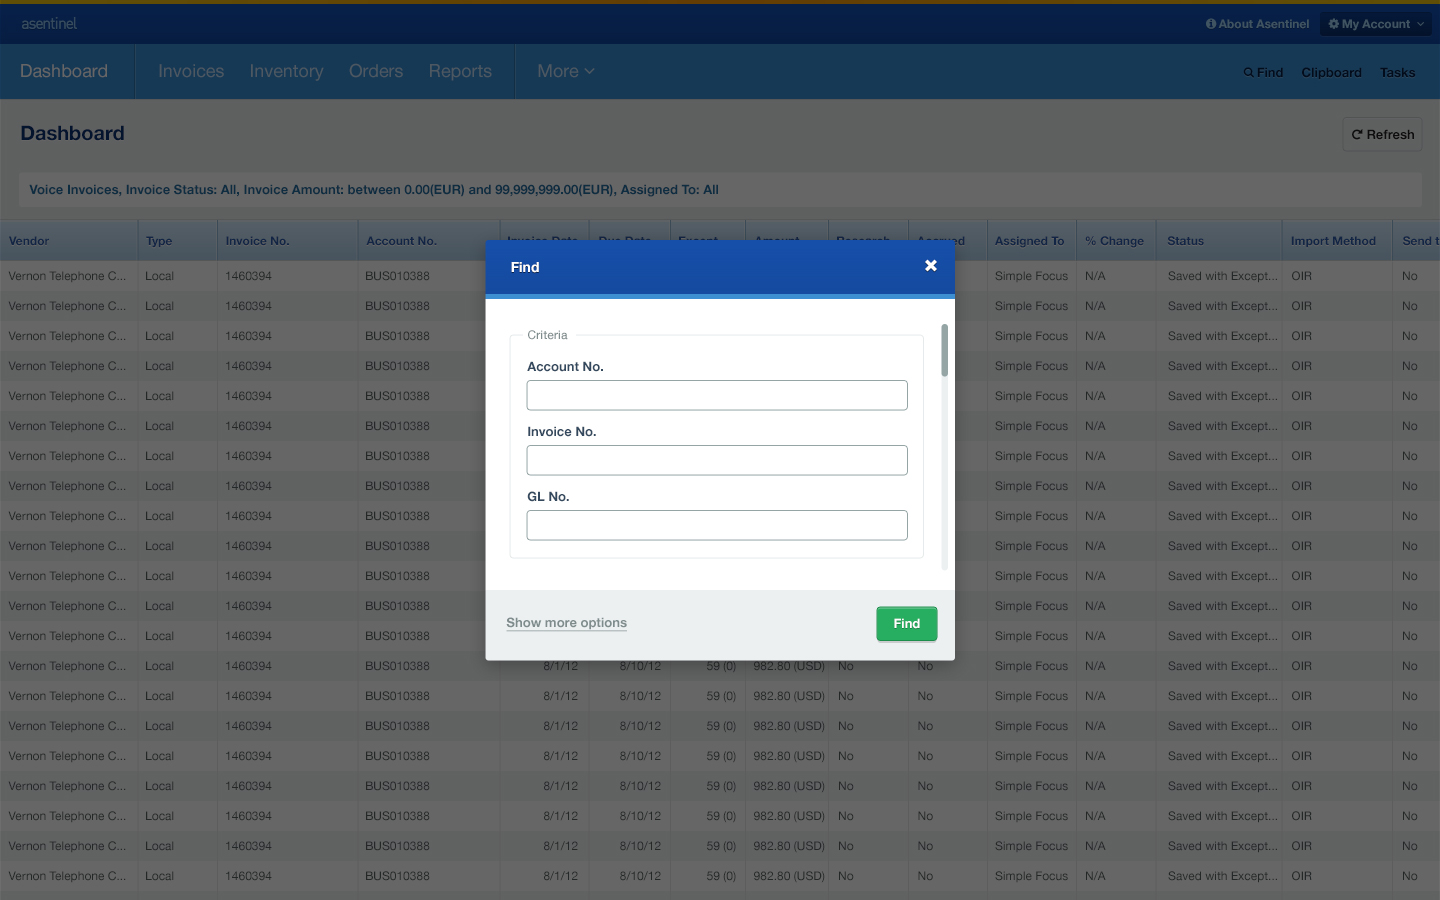 asentinel
About Asentinel
My Account
Dashboard Invoices Inventory Orders Reports More
Find Clipboard Tasks
Dashboard
Refresh
Voice Invoices, Invoice Status: All, Invoice Amount: between 0.00(EUR) and 99,999,999.00(EUR), Assigned To: All
Vendor Type Invoice No. Account No. Invoice Date Due Date Except. Amount Research Accrued Assigned To % Change Status Import Method Send t
Vernon Telephone C... Local 1460394 BUS010388 Simple Focus N/A Saved with Except... OIR No
Vernon Telephone C... Local 1460394 BUS010388 Simple Focus N/A Saved with Except... OIR No
Vernon Telephone C... Local 1460394 BUS010388 Simple Focus N/A Saved with Except... OIR No
Vernon Telephone C... Local 1460394 BUS010388 Simple Focus N/A Saved with Except... OIR No
Vernon Telephone C... Local 1460394 BUS010388 Simple Focus N/A Saved with Except... OIR No
Vernon Telephone C... Local 1460394 BUS010388 Simple Focus N/A Saved with Except... OIR No
Vernon Telephone C... Local 1460394 BUS010388 Simple Focus N/A Saved with Except... OIR No
Vernon Telephone C... Local 1460394 BUS010388 Simple Focus N/A Saved with Except... OIR No
Vernon Telephone C... Local 1460394 BUS010388 Simple Focus N/A Saved with Except... OIR No
Vernon Telephone C... Local 1460394 BUS010388 Simple Focus N/A Saved with Except... OIR No
Vernon Telephone C... Local 1460394 BUS010388 Simple Focus N/A Saved with Except... OIR No
Vernon Telephone C... Local 1460394 BUS010388 Simple Focus N/A Saved with Except... OIR No
Vernon Telephone C... Local 1460394 BUS010388 Simple Focus N/A Saved with Except... OIR No
Vernon Telephone C... Local 1460394 BUS010388 8/1/12 8/10/12 59 (0) 982.80 (USD) No No Simple Focus N/A Saved with Except... OIR No
Vernon Telephone C... Local 1460394 BUS010388 8/1/12 8/10/12 59 (0) 982.80 (USD) No No Simple Focus N/A Saved with Except... OIR No
Vernon Telephone C... Local 1460394 BUS010388 8/1/12 8/10/12 59 (0) 982.80 (USD) No No Simple Focus N/A Saved with Except... OIR No
Vernon Telephone C... Local 1460394 BUS010388 8/1/12 8/10/12 59 (0) 982.80 (USD) No No Simple Focus N/A Saved with Except... OIR No
Vernon Telephone C... Local 1460394 BUS010388 8/1/12 8/10/12 59 (0) 982.80 (USD) No No Simple Focus N/A Saved with Except... OIR No
Vernon Telephone C... Local 1460394 BUS010388 8/1/12 8/10/12 59 (0) 982.80 (USD) No No Simple Focus N/A Saved with Except... OIR No
Vernon Telephone C... Local 1460394 BUS010388 8/1/12 8/10/12 59 (0) 982.80 (USD) No No Simple Focus N/A Saved with Except... OIR No
Vernon Telephone C... Local 1460394 BUS010388 8/1/12 8/10/12 59 (0) 982.80 (USD) No No Simple Focus N/A Saved with Except... OIR No
Find
Criteria
Account No.
Invoice No.
GL No.
Show more options
Find